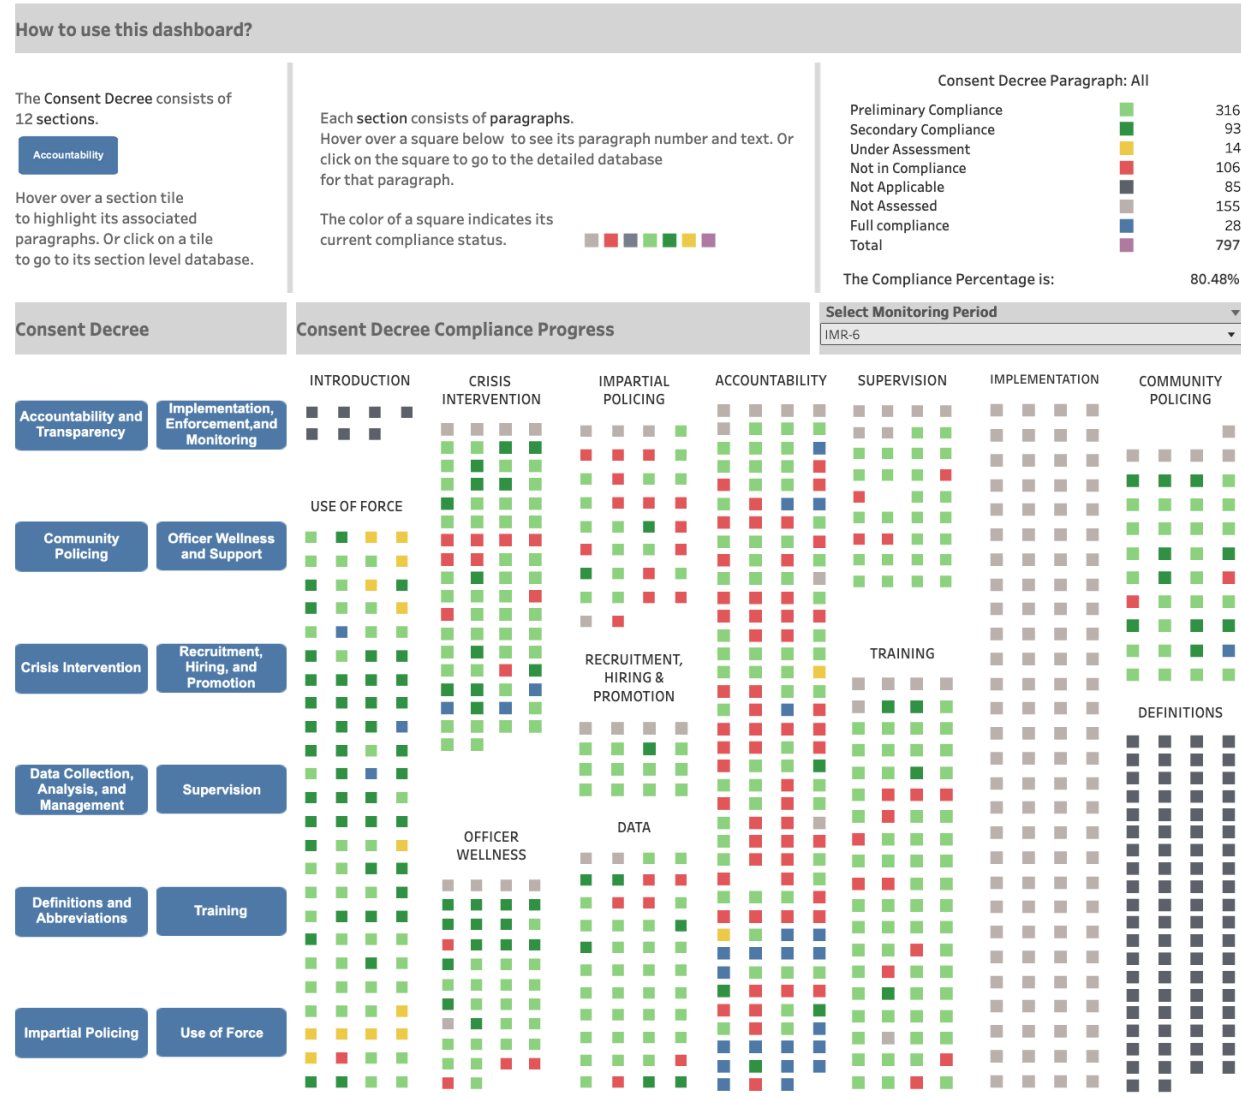 How to use this dashboard?
The Consent Decree consists of
12 sections.
Accountability
Hover over a section tile
to highlight its associated
paragraphs. Or click on a tile
to go to its section level database.
Each section consists of paragraphs.
Hover over a square below to see its paragraph number and text. Or
click on the square to go to the detailed database
for that paragraph.
The color of a square indicates its
current compliance status.
Consent Decree Paragraph: All
Preliminary Compliance 316
Secondary Compliance 93
Under Assessment 14
Not in Compliance 106
Not Applicable 85
Not Assessed 155
Full compliance 28
Total 797
The Compliance Percentage is: 80.48%
Consent Decree
Consent Decree Compliance Progress
Select Monitoring Period
IMR-6
Accountability and
Transparency
Implementation,
Enforcement,and
Monitoring
Community
Policing
Officer Wellness
and Support
Crisis Intervention
Recruitment,
Hiring, and
Promotion
Data Collection,
Analysis, and
Management
Supervision
Definitions and
Abbreviations
Training
Impartial Policing
Use of Force
INTRODUCTION
USE OF FORCE
CRISIS
INTERVENTION
OFFICER
WELLNESS
IMPARTIAL
POLICING
RECRUITMENT,
HIRING &
PROMOTION
DATA
ACCOUNTABILITY
SUPERVISION
TRAINING
IMPLEMENTATION
COMMUNITY
POLICING
DEFINITIONS